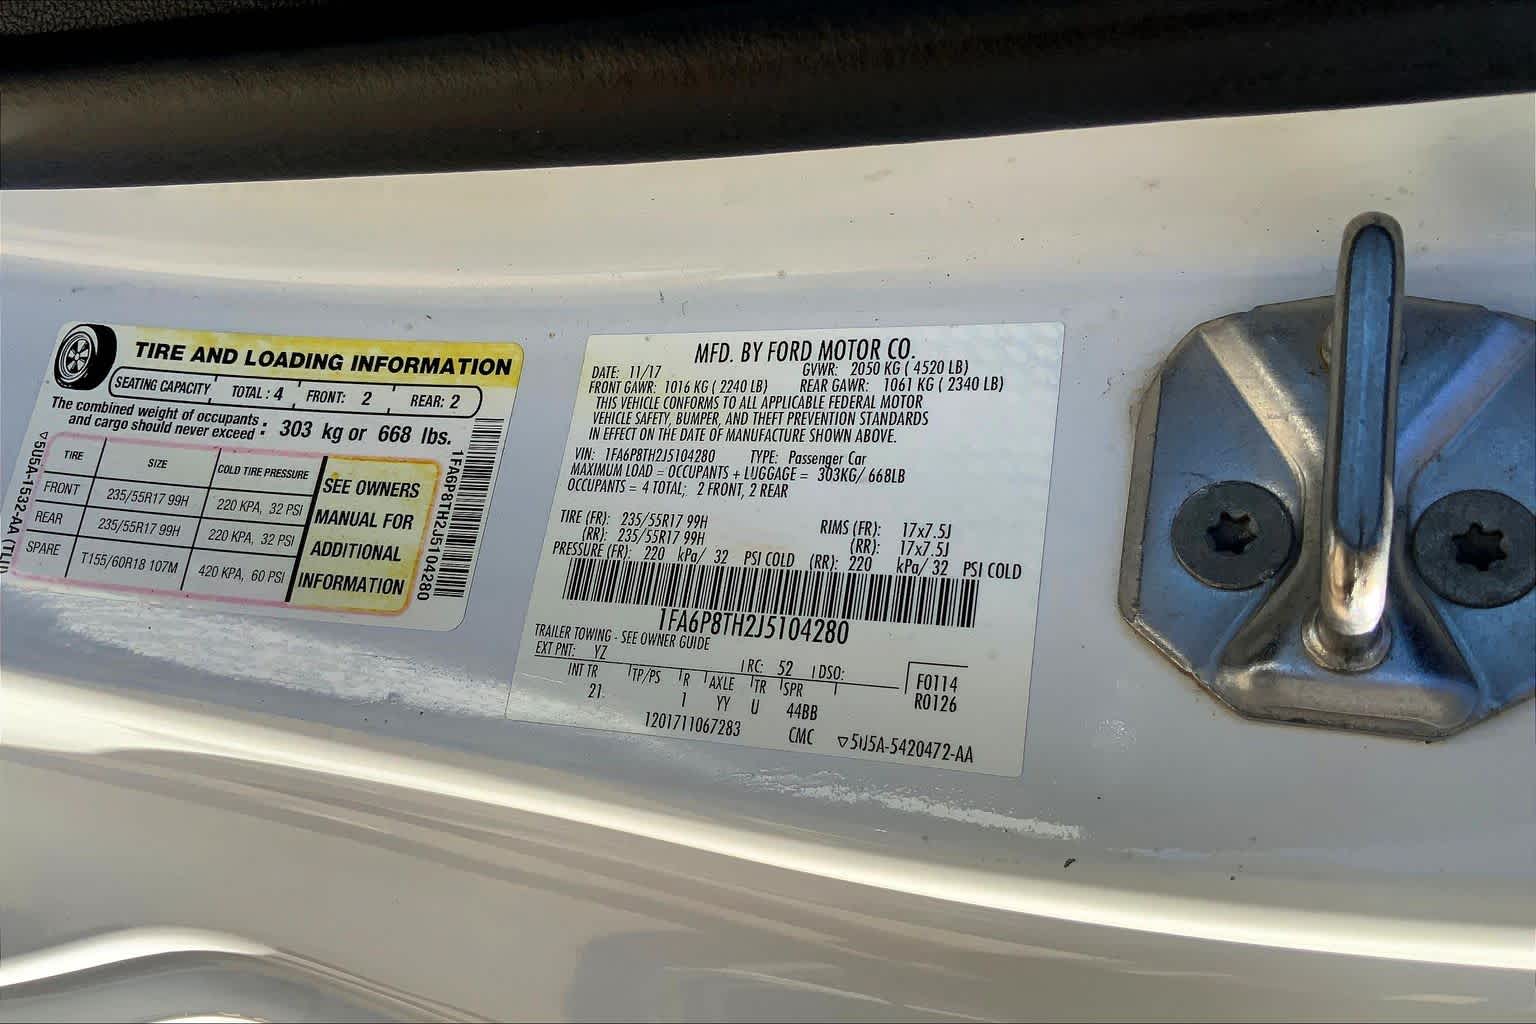 TIRE AND LOADING INFORMATION
SEATING CAPACITY TOTAL : 4 FRONT: 2 REAR: 2
The combined weight of occupants
and cargo should never exceed : 303 kg or 668 lbs.
TIRE SIZE COLD TIRE PRESSURE
FRONT 235/55R17 99H 220 KPA, 32 PSI
REAR 235/55R17 99H 220 KPA, 32 PSI
SPARE T155/60R18 107M 420 KPA, 60 PSI
SEE OWNERS
MANUAL FOR
ADDITIONAL
INFORMATION
5U5A-1532-AA
1FA6P8TH2J5104280
MFD. BY FORD MOTOR CO.
DATE: 11/17 GVWR: 2050 KG ( 4520 LB)
FRONT GAWR: 1016 KG ( 2240 LB) REAR GAWR: 1061 KG ( 2340 LB)
THIS VEHICLE CONFORMS TO ALL APPLICABLE FEDERAL MOTOR
VEHICLE SAFETY, BUMPER, AND THEFT PREVENTION STANDARDS
IN EFFECT ON THE DATE OF MANUFACTURE SHOWN ABOVE.
VIN: 1FA6P8TH2J5104280 TYPE: Passenger Car
MAXIMUM LOAD = OCCUPANTS + LUGGAGE = 303KG/ 668LB
OCCUPANTS = 4 TOTAL; 2 FRONT, 2 REAR
TIRE (FR): 235/55R17 99H RIMS (FR): 17x7.5J
(RR): 235/55R17 99H (RR): 17x7.5J
PRESSURE (FR): 220 kPa/ 32 PSI COLD (RR): 220 kPa/ 32 PSI COLD
1FA6P8TH2J5104280
TRAILER TOWING - SEE OWNER GUIDE
EXT PNT: YZ RC: 52 DSO: F0114
INT TR TP/PS R AXLE TR SPR R0126
21 1 YY U 44BB
1201711067283 CMC 5U5A-5420472-AA